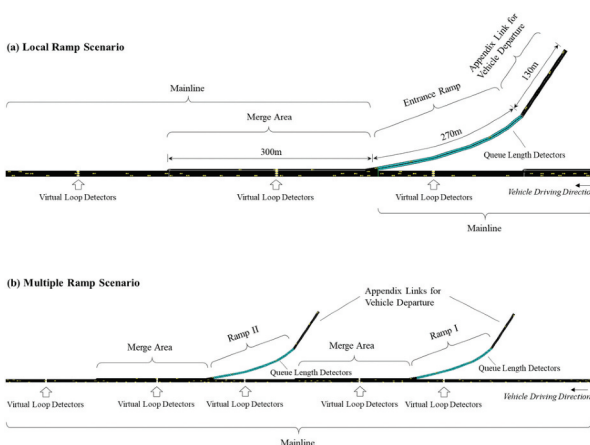 (a) Local Ramp Scenario
Appendix Link for
Vehicle Departure
130m
Entrance Ramp
Mainline
Merge Area
270m
300m
Queue Length Detectors
Virtual Loop Detectors
Virtual Loop Detectors
Virtual Loop Detectors
Vehicle Driving Direction
Mainline
(b) Multiple Ramp Scenario
Appendix Links for
Vehicle Departure
Ramp II
Ramp I
Merge Area
Merge Area
Queue Length Detectors
Queue Length Detectors
Virtual Loop Detectors
Virtual Loop Detectors
Virtual Loop Detectors
Virtual Loop Detectors
Virtual Loop Detectors
Vehicle Driving Direction
Mainline